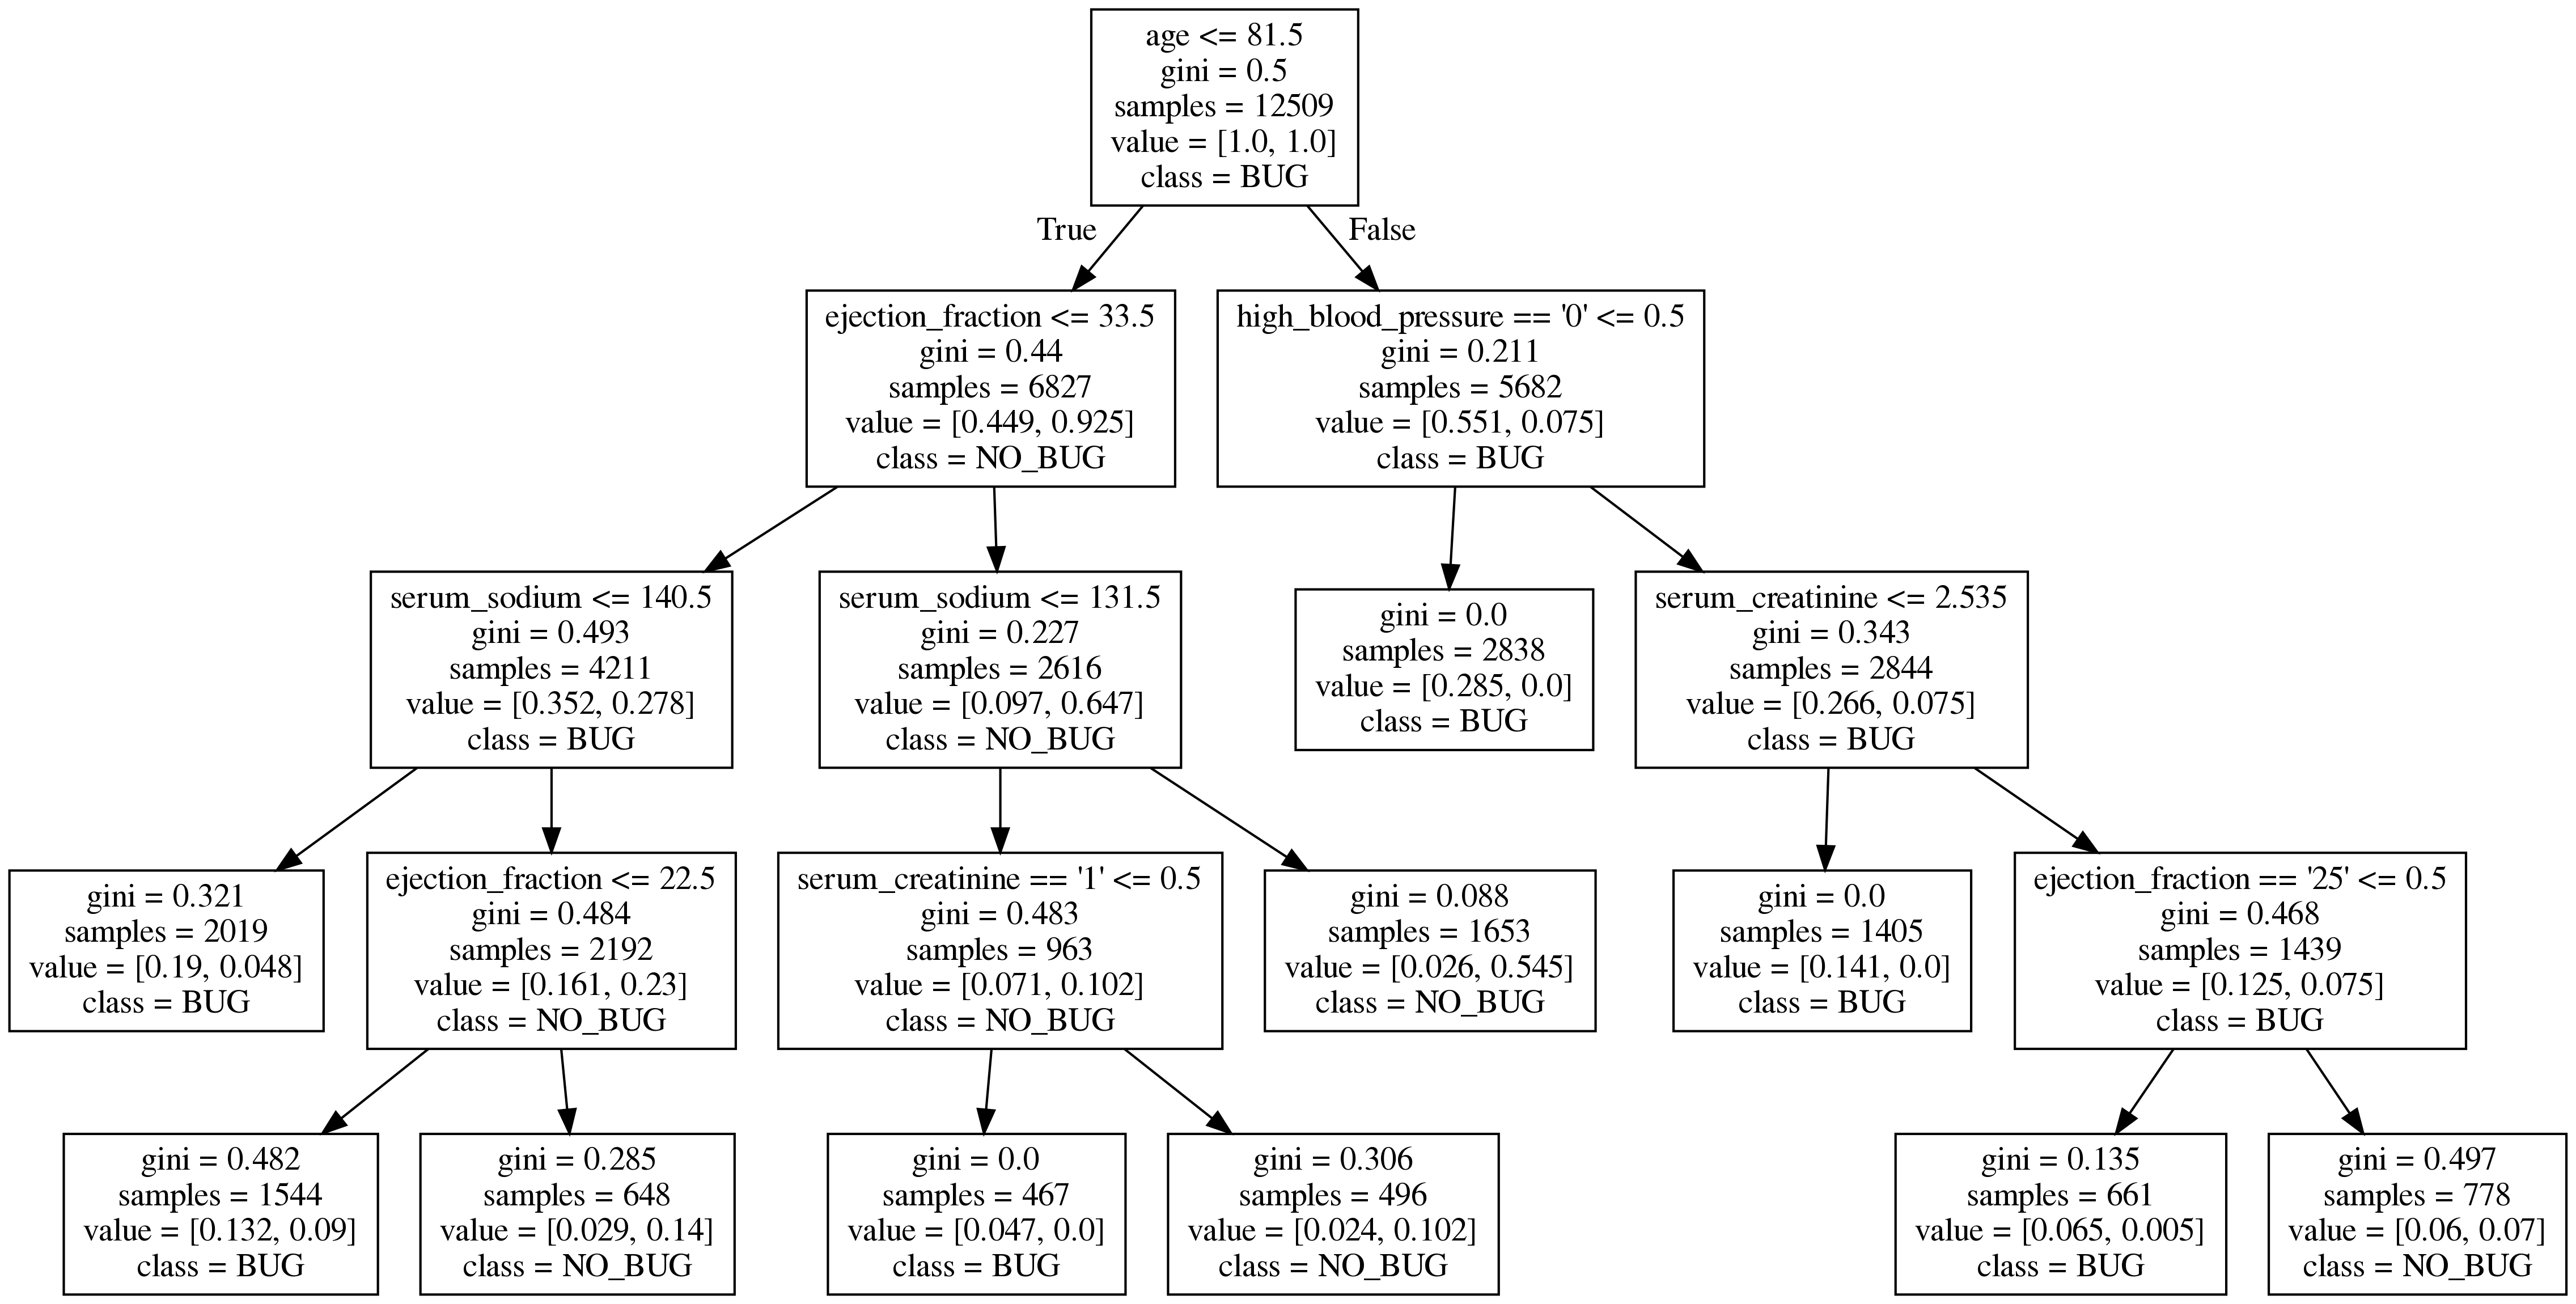 age <= 81.5
gini = 0.5
samples = 12509
value = [1.0, 1.0]
class = BUG
True
False
ejection_fraction <= 33.5
gini = 0.44
samples = 6827
value = [0.449, 0.925]
class = NO_BUG
high_blood_pressure == '0' <= 0.5
gini = 0.211
samples = 5682
value = [0.551, 0.075]
class = BUG
serum_sodium <= 140.5
gini = 0.493
samples = 4211
value = [0.352, 0.278]
class = BUG
serum_sodium <= 131.5
gini = 0.227
samples = 2616
value = [0.097, 0.647]
class = NO_BUG
gini = 0.0
samples = 2838
value = [0.285, 0.0]
class = BUG
serum_creatinine <= 2.535
gini = 0.343
samples = 2844
value = [0.266, 0.075]
class = BUG
gini = 0.321
samples = 2019
value = [0.19, 0.048]
class = BUG
ejection_fraction <= 22.5
gini = 0.484
samples = 2192
value = [0.161, 0.23]
class = NO_BUG
serum_creatinine == '1' <= 0.5
gini = 0.483
samples = 963
value = [0.071, 0.102]
class = NO_BUG
gini = 0.088
samples = 1653
value = [0.026, 0.545]
class = NO_BUG
gini = 0.0
samples = 1405
value = [0.141, 0.0]
class = BUG
ejection_fraction == '25' <= 0.5
gini = 0.468
samples = 1439
value = [0.125, 0.075]
class = BUG
gini = 0.482
samples = 1544
value = [0.132, 0.09]
class = BUG
gini = 0.285
samples = 648
value = [0.029, 0.14]
class = NO_BUG
gini = 0.0
samples = 467
value = [0.047, 0.0]
class = BUG
gini = 0.306
samples = 496
value = [0.024, 0.102]
class = NO_BUG
gini = 0.135
samples = 661
value = [0.065, 0.005]
class = BUG
gini = 0.497
samples = 778
value = [0.06, 0.07]
class = NO_BUG